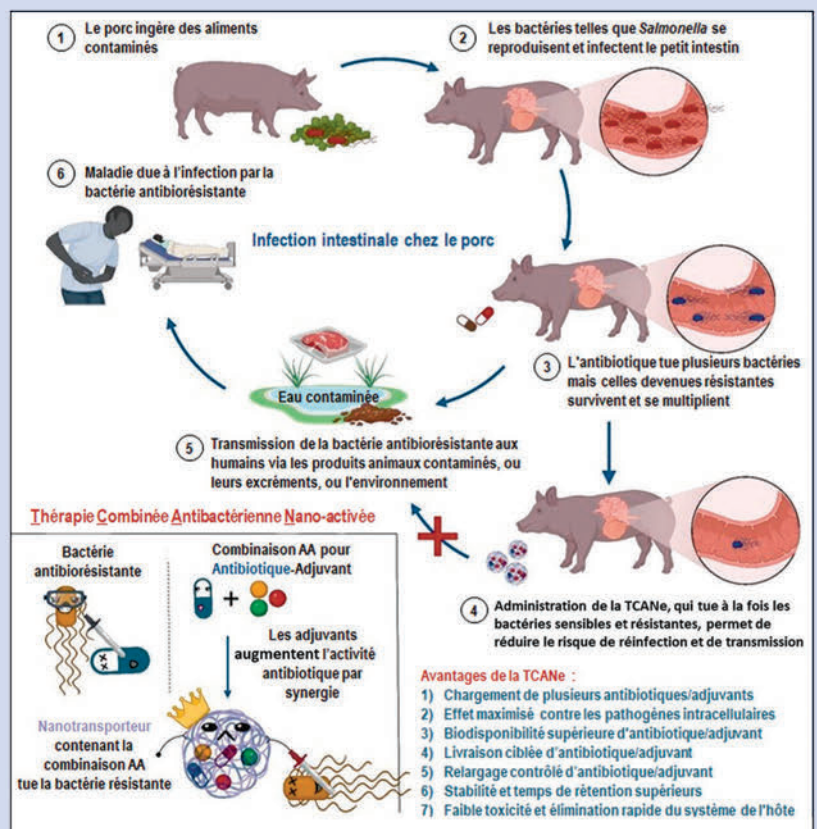 1 Le porc ingère des aliments
contaminés
2 Les bactéries telles que Salmonella se
reproduisent et infectent le petit intestin
6 Maladie due à l'infection par la
bactérie antibiorésistante
Infection intestinale chez le porc
3 L'antibiotique tue plusieurs bactéries
mais celles devenues résistantes
survivent et se multiplient
Eau contaminée
5 Transmission de la bactérie antibiorésistante aux
humains via les produits animaux contaminés, ou
leurs excréments, ou l'environnement
4 Administration de la TCANe, qui tue à la fois les
bactéries sensibles et résistantes, permet de
réduire le risque de réinfection et de transmission
Thérapie Combinée Antibactérienne Nano-activée
Bactérie
antibiorésistante
Combinaison AA pour
Antibiotique-Adjuvant
+
Les adjuvants
augmentent l'activité
antibiotique par
synergie
Nanotransporteur
contenant la
combinaison AA
tue la bactérie résistante
Avantages de la TCANe :
1) Chargement de plusieurs antibiotiques/adjuvants
2) Effet maximisé contre les pathogènes intracellulaires
3) Biodisponibilité supérieure d'antibiotique/adjuvant
4) Livraison ciblée d'antibiotique/adjuvant
5) Relargage contrôlé d'antibiotique/adjuvant
6) Stabilité et temps de rétention supérieurs
7) Faible toxicité et élimination rapide du système de l'hôte